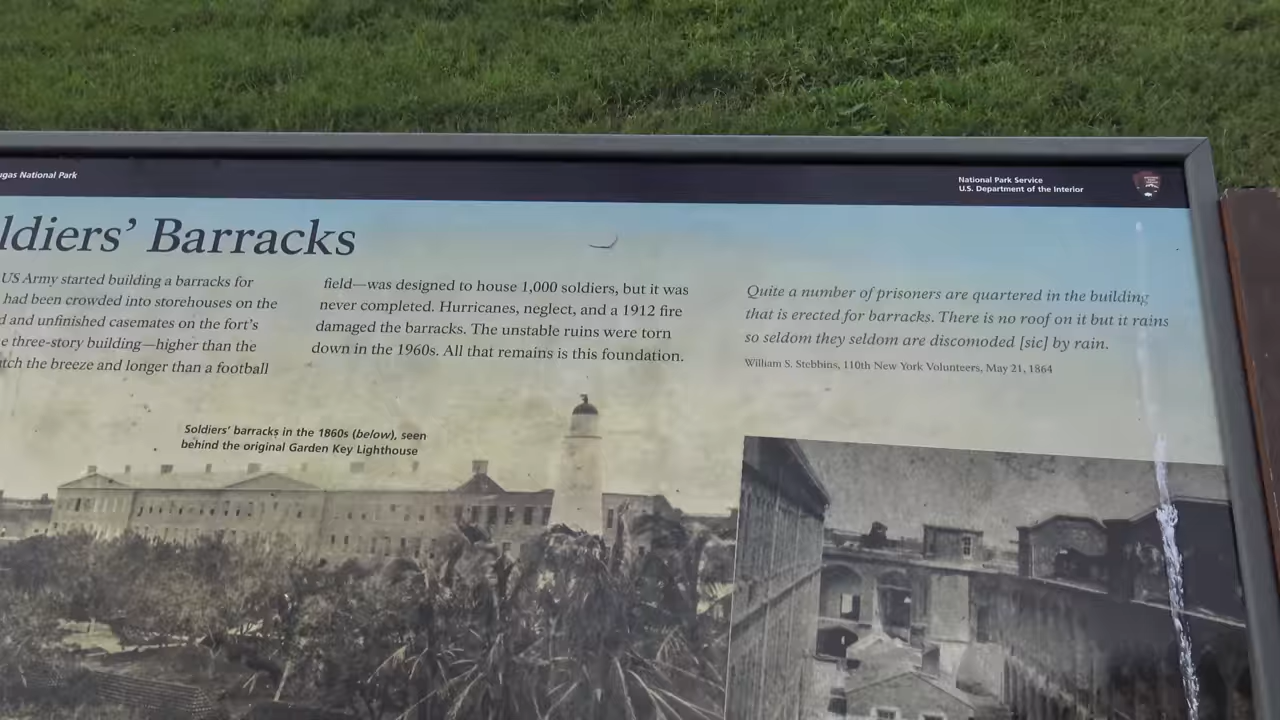 ugas National Park
National Park Service
U.S. Department of the Interior
ldiers’ Barracks
US Army started building a barracks for
had been crowded into storehouses on the
d and unfinished casemates on the fort’s
e three-story building—higher than the
tch the breeze and longer than a football
field—was designed to house 1,000 soldiers, but it was
never completed. Hurricanes, neglect, and a 1912 fire
damaged the barracks. The unstable ruins were torn
down in the 1960s. All that remains is this foundation.
Quite a number of prisoners are quartered in the building
that is erected for barracks. There is no roof on it but it rains
so seldom they seldom are discomoded [sic] by rain.
William S. Stebbins, 110th New York Volunteers, May 21, 1864
Soldiers’ barracks in the 1860s (below), seen
behind the original Garden Key Lighthouse